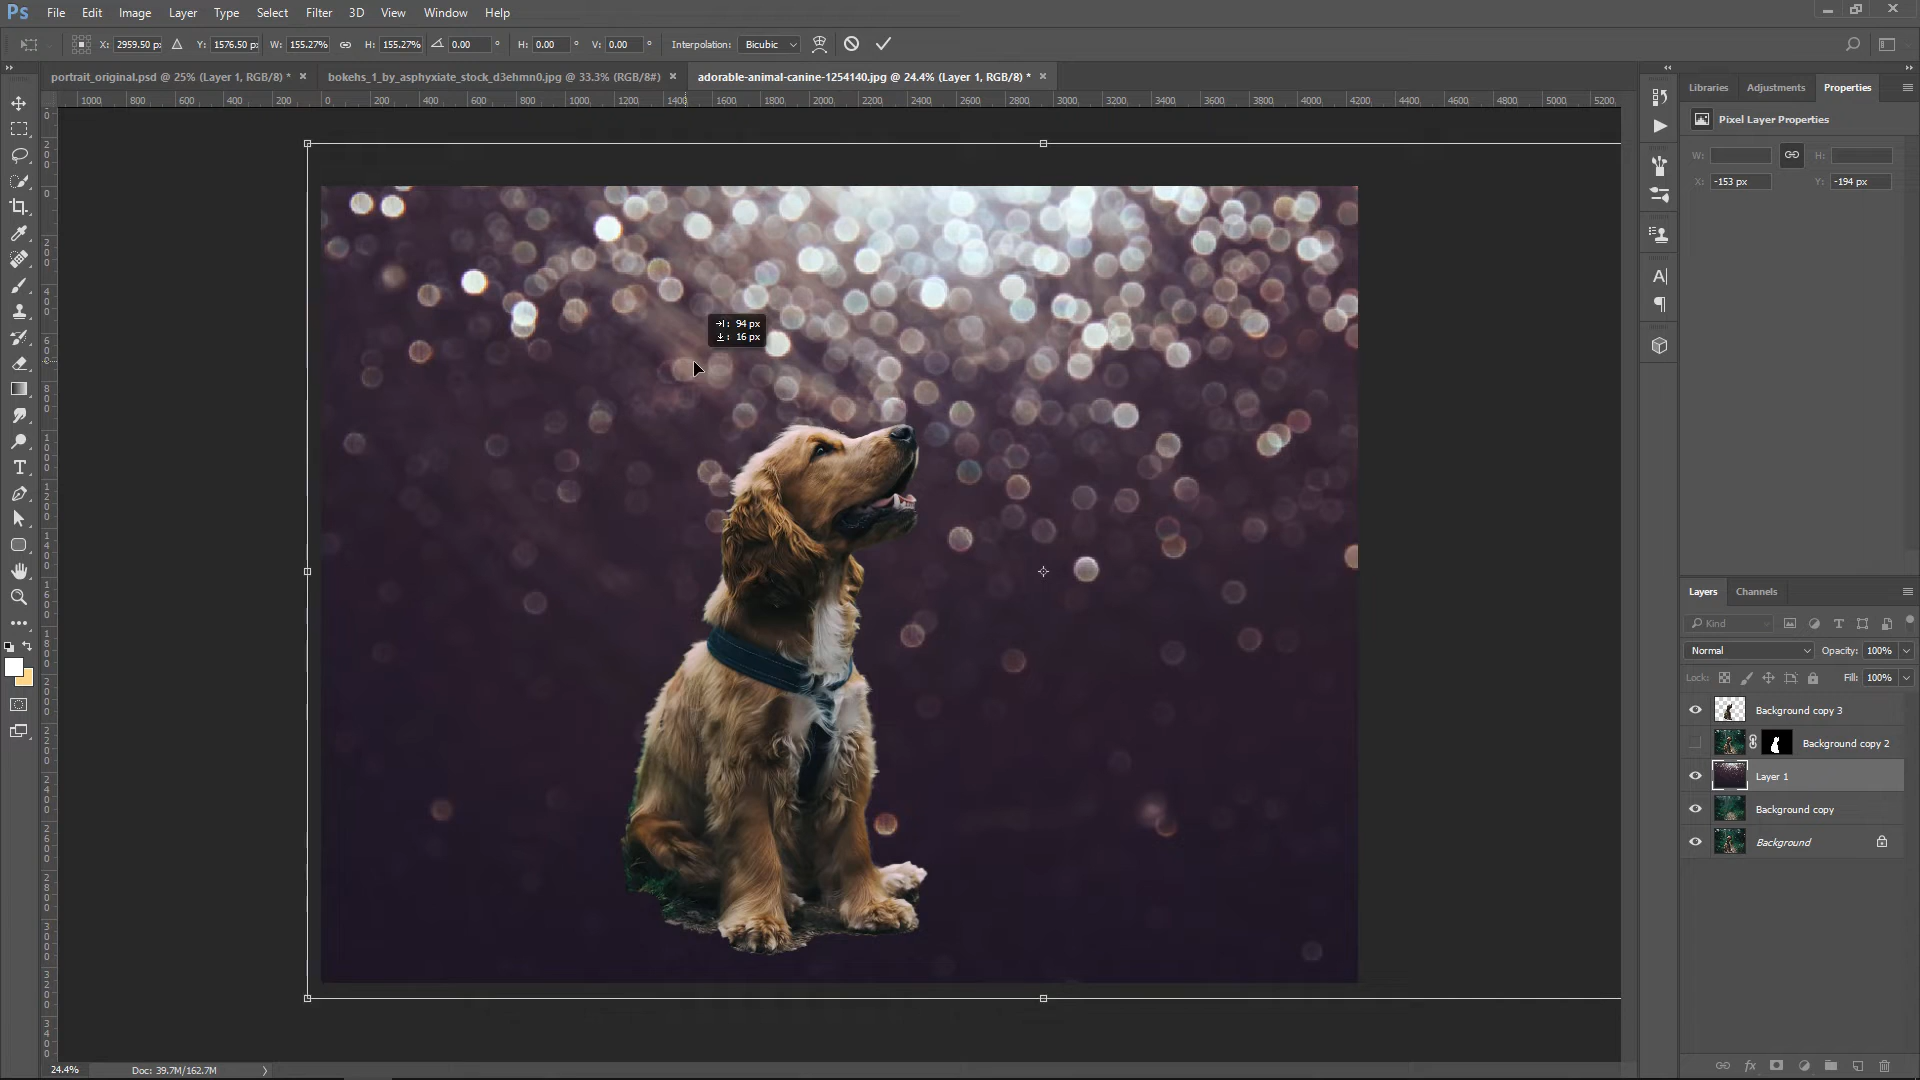 Ps File Edit Image Layer Type Select Filter 3D View Window Help
X: 2959.50 px Y: 1576.50 px W: 155.27% H: 155.27% 0.00 ° H: 0.00 ° V: 0.00 ° Interpolation: Bicubic
portrait_original.psd @ 25% (Layer 1, RGB/8) * × bokehs_1_by_asphyxiate_stock_d3ehmn0.jpg @ 33.3% (RGB/8#) × adorable-animal-canine-1254140.jpg @ 24.4% (Layer 1, RGB/8) * ×
1000 800 600 400 200 0 200 400 600 800 1000 1200 1400 1600 1800 2000 2200 2400 2600 2800 3000 3200 3400 3600 3800 4000 4200 4400 4600 4800 5000 5200
Libraries Adjustments Properties
Pixel Layer Properties
W: H:
X: -153 px Y: -194 px
94 px
16 px
Layers Channels
Kind
Normal Opacity: 100%
Lock: Fill: 100%
Background copy 3
Background copy 2
Layer 1
Background copy
Background
24.4% Doc: 39.7M/162.7M